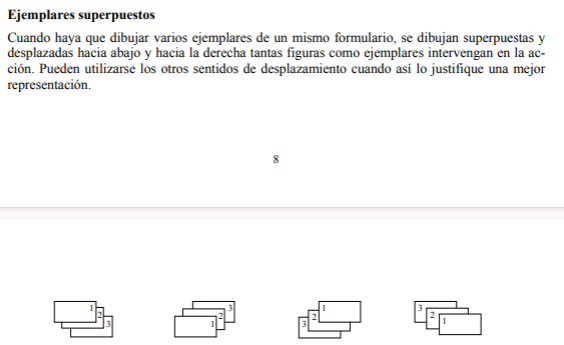 Ejemplares superpuestos
Cuando haya que dibujar varios ejemplares de un mismo formulario, se dibujan superpuestas y
desplazadas hacia abajo y hacia la derecha tantas figuras como ejemplares intervengan en la ac-
ción. Pueden utilizarse los otros sentidos de desplazamiento cuando así lo justifique una mejor
representación.
8
1 2 3
3 2 1
1 2 3
3 2 1